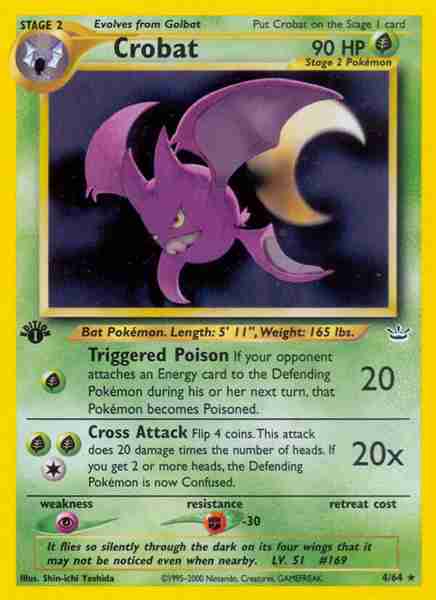 STAGE 2 Evolves from Golbat Put Crobat on the Stage 1 card
Crobat 90 HP
Stage 2 Pokémon
EDITION 1
Bat Pokémon. Length: 5' 11", Weight: 165 lbs.
Triggered Poison If your opponent
attaches an Energy card to the Defending
Pokémon during his or her next turn, that
Pokémon becomes Poisoned.
20
Cross Attack Flip 4 coins. This attack
does 20 damage times the number of heads. If
you get 2 or more heads, the Defending
Pokémon is now Confused.
20x
weakness resistance retreat cost
-30
It flies so silently through the dark on its four wings that it
may not be noticed even when nearby. LV. 51 #169
Illus. Shin-ichi Yoshida ©1995-2000 Nintendo, Creatures, GAMEFREAK. 4/64 ★